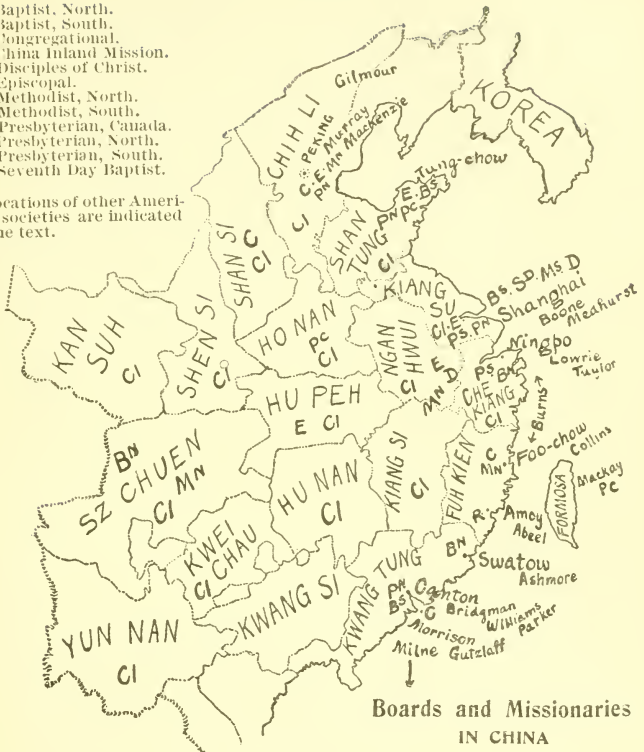 Baptist, North.
Baptist, South.
Congregational.
China Inland Mission.
Disciples of Christ.
Episcopal.
Methodist, North.
Methodist, South.
Presbyterian, Canada.
Presbyterian, North.
Presbyterian, South.
Seventh Day Baptist.
ocations of other Ameri-
societies are indicated
ne text.
Gilmour
KOREA
CHIH LI
PEKING
Murray
C·E·MN Mackenzie
PN
CI
Tung-chow
E·BS
PN PC
SHAN TUNG
CI
SHAN SI
C
CI
KIANG SU
CI·E·
PS·PN
BS·SD·MS·D
Shanghai
Boone
Medhurst
KAN SUH
CI
SHEN SI
CI
HO NAN
PC
CI
NGAN HWUI
CI
E
D
MN
Ningpo
Lowrie
Taylor
PS
BN
CHE KIANG
CI
←Burns→
HU PEH
E CI
BN
SZ CHUEN
MN
CI
HU NAN
CI
KIANG SI
CI
FUH KIEN
C
MN
Foo-chow
Collins
FORMOSA
Mackay
PC
R·
Amoy
Abeel
KWEI CHAU
CI
KWANG TUNG
BN
Swatow
Ashmore
PN
BS
Canton
C Bridgman
Williams
Parker
Morrison
Milne Gutzlaff
KWANG SI
YUN NAN
CI
Boards and Missionaries
IN CHINA